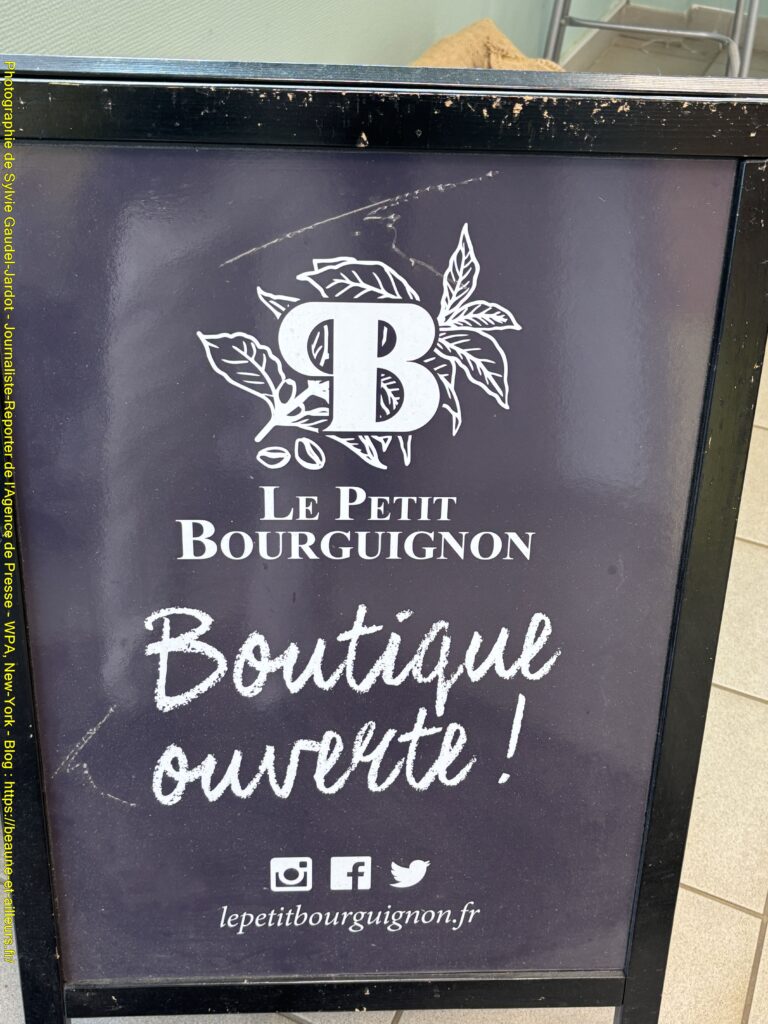 Photographie de Sylvie Gaudel-Jardot - Journaliste-Reporter de l'Agence de Presse - WPA, New-York - Blog : https://beaune-et-ailleurs.fr/
PB
LE PETIT
BOURGUIGNON
Boutique
ouverte !
lepetitbourguignon.fr